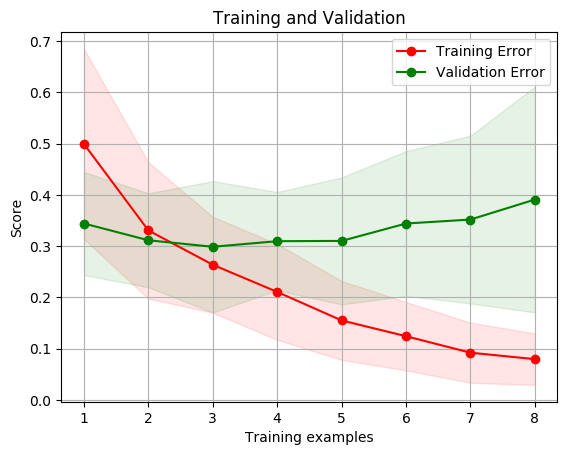 Training and Validation
Training Error
Validation Error
Score
0.7
0.6
0.5
0.4
0.3
0.2
0.1
0.0
1 2 3 4 5 6 7 8
Training examples